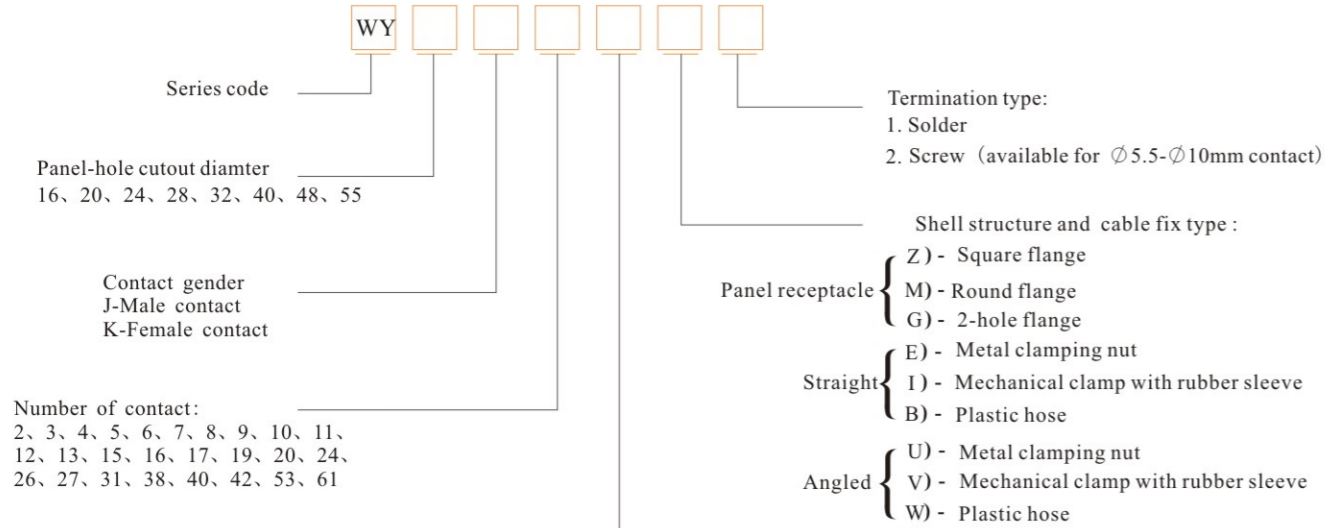 WY
Series code
Panel-hole cutout diamter
16、20、24、28、32、40、48、55
Contact gender
J-Male contact
K-Female contact
Number of contact:
2、3、4、5、6、7、8、9、10、11、
12、13、15、16、17、19、20、24、
26、27、31、38、40、42、53、61
Termination type:
1. Solder
2. Screw（available for ∅5.5-∅10mm contact）
Shell structure and cable fix type :
Panel receptacle
Z) - Square flange
M) - Round flange
G) - 2-hole flange
Straight
E) - Metal clamping nut
I) - Mechanical clamp with rubber sleeve
B) - Plastic hose
Angled
U) - Metal clamping nut
V) - Mechanical clamp with rubber sleeve
W) - Plastic hose